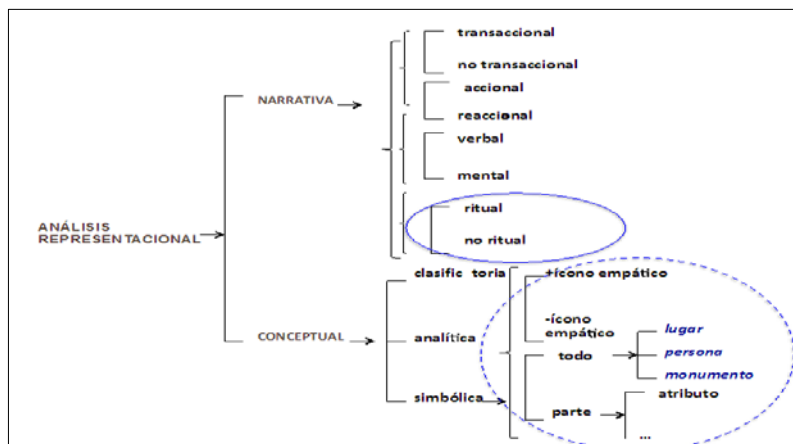 transaccional
no transaccional
NARRATIVA
accional
reaccional
verbal
mental
ritual
no ritual
ANÁLISIS
REPRESENTACIONAL
clasific toria
+ícono empático
-ícono
empático
CONCEPTUAL
analítica
todo
lugar
persona
monumento
simbólica
parte
atributo
...